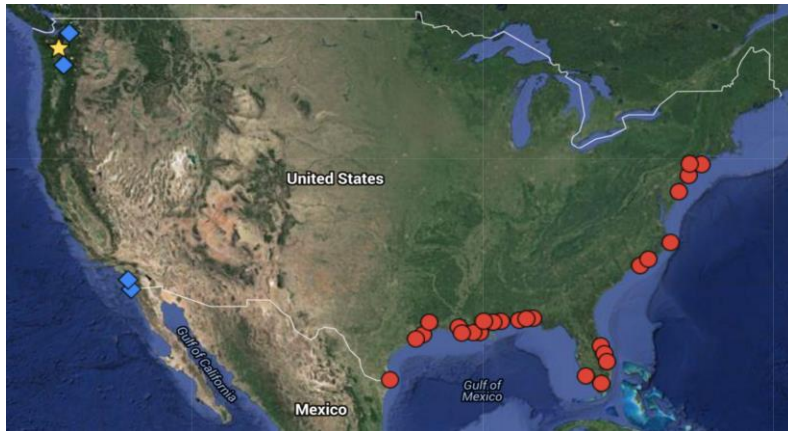 United States
Gulf of California
Gulf of
Mexico
Mexico